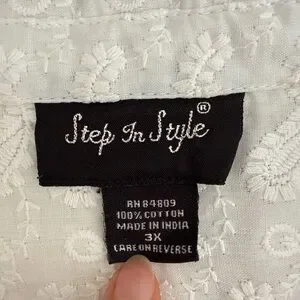 Step In Style®
RN 84809
100% COTTON
MADE IN INDIA
3X
CARE ON REVERSE